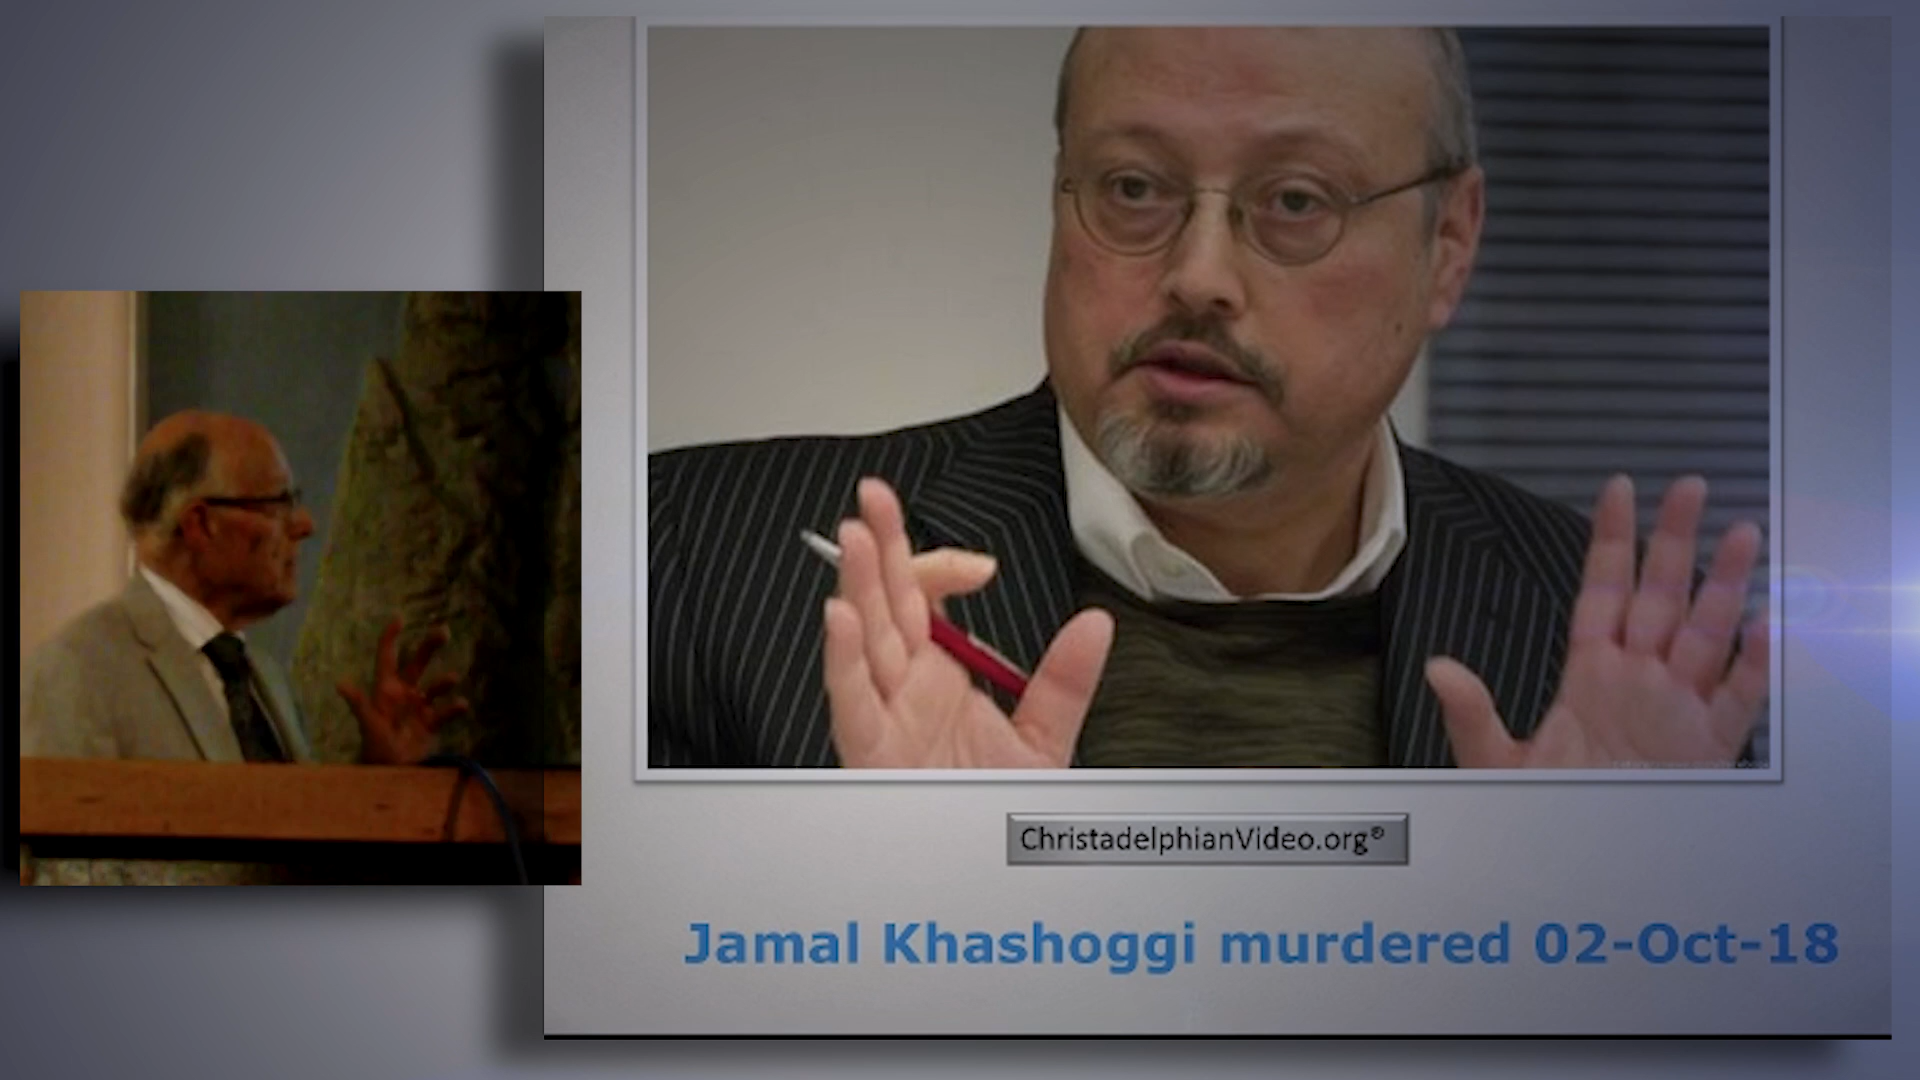 ChristadelphianVideo.org®
Jamal Khashoggi murdered 02-Oct-18